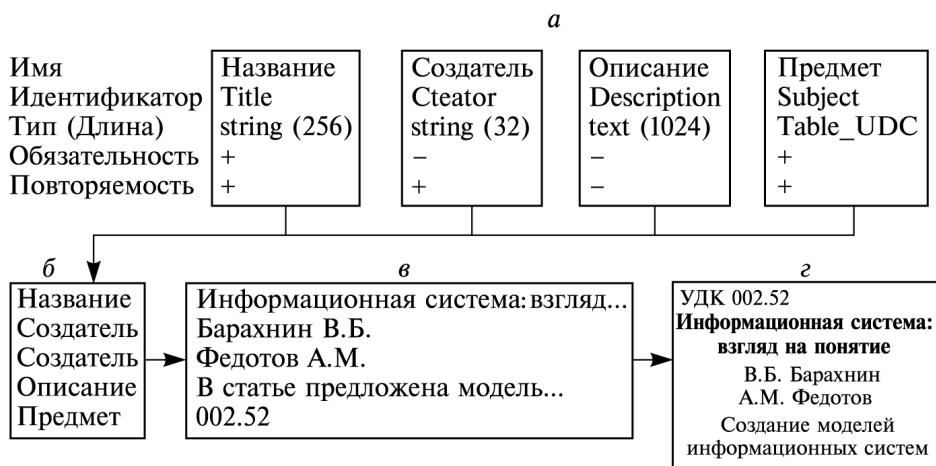 а
Имя Название Создатель Описание Предмет
Идентификатор Title Cteator Description Subject
Тип (Длина) string (256) string (32) text (1024) Table_UDC
Обязательность + – – +
Повторяемость + + – +
б
Название
Создатель
Создатель
Описание
Предмет
в
Информационная система: взгляд...
Барахнин В.Б.
Федотов А.М.
В статье предложена модель...
002.52
г
УДК 002.52
Информационная система:
взгляд на понятие
В.Б. Барахнин
А.М. Федотов
Создание моделей
информационных систем